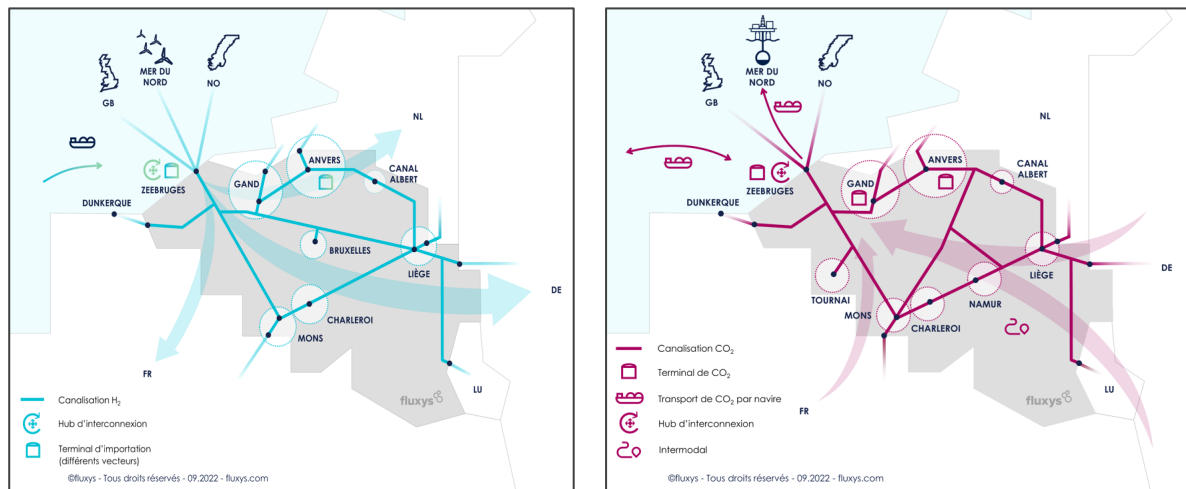 MER DU
NORD
NO
GB
NL
ZEEBRUGES
GAND
ANVERS
CANAL
ALBERT
DUNKERQUE
BRUXELLES
LIÈGE
DE
CHARLEROI
MONS
FR
LU
fluxys
Canalisation H₂
Hub d'interconnexion
Terminal d'importation
(différents vecteurs)
©fluxys - Tous droits réservés - 09.2022 - fluxys.com
MER DU
NORD
NO
GB
NL
ZEEBRUGES
GAND
ANVERS
CANAL
ALBERT
DUNKERQUE
LIÈGE
DE
TOURNAI
NAMUR
MONS
CHARLEROI
FR
LU
fluxys
Canalisation CO₂
Terminal de CO₂
Transport de CO₂ par navire
Hub d'interconnexion
Intermodal
©fluxys - Tous droits réservés - 09.2022 - fluxys.com